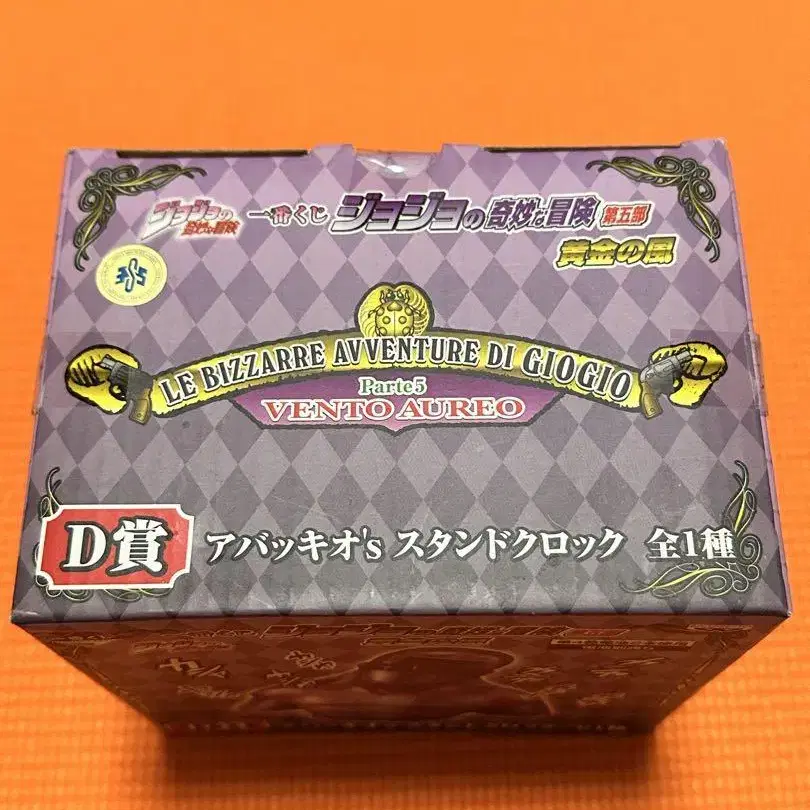 ジョジョの
奇妙な冒険
一番くじ ジョジョの奇妙な冒険 第五部
黄金の風
LE BIZZARRE AVVENTURE DI GIOGIO
Parte5
VENTO AUREO
D賞 アバッキオ's スタンドクロック 全1種